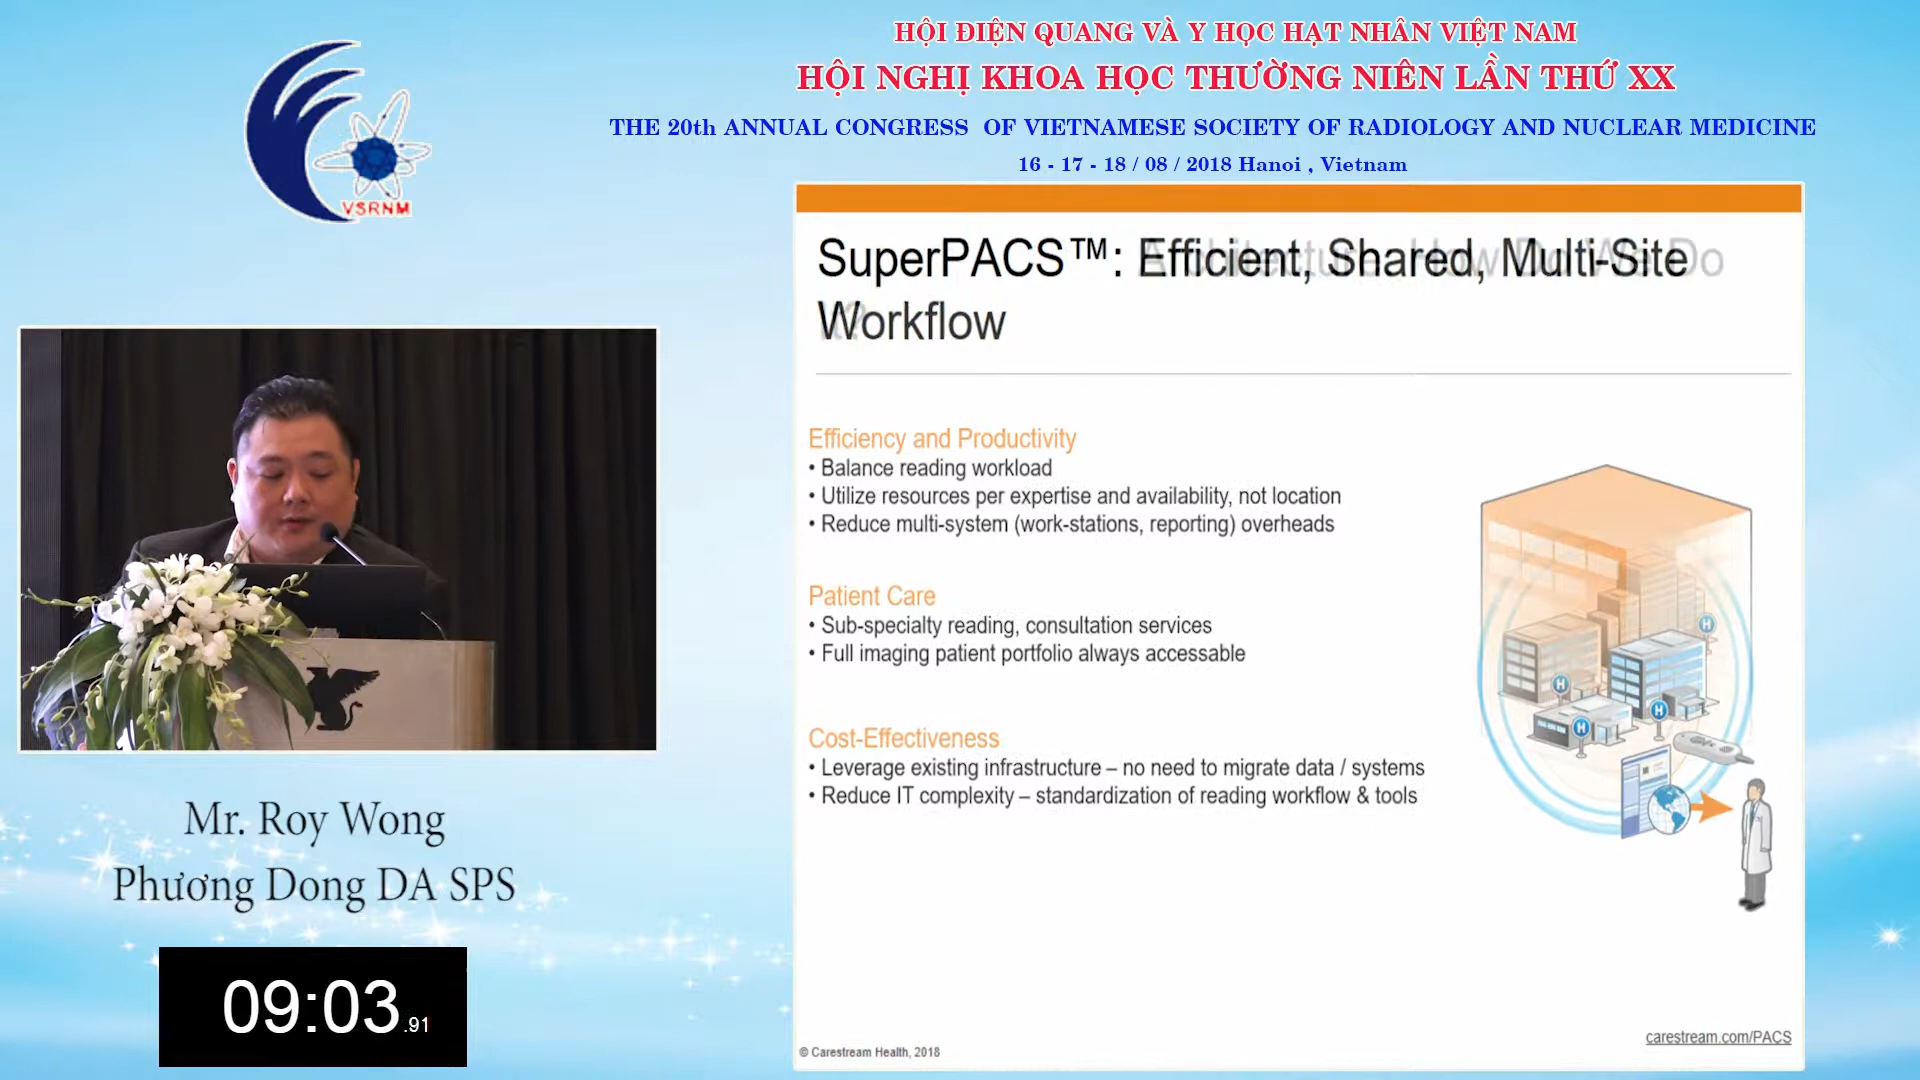 HỘI ĐIỆN QUANG VÀ Y HỌC HẠT NHÂN VIỆT NAM
HỘI NGHỊ KHOA HỌC THƯỜNG NIÊN LẦN THỨ XX
THE 20th ANNUAL CONGRESS OF VIETNAMESE SOCIETY OF RADIOLOGY AND NUCLEAR MEDICINE
16 - 17 - 18 / 08 / 2018 Hanoi , Vietnam
VSRNM
SuperPACS™: Efficient, Shared, Multi-Site
Workflow
Efficiency and Productivity
• Balance reading workload
• Utilize resources per expertise and availability, not location
• Reduce multi-system (work-stations, reporting) overheads
Patient Care
• Sub-specialty reading, consultation services
• Full imaging patient portfolio always accessable
Cost-Effectiveness
• Leverage existing infrastructure – no need to migrate data / systems
• Reduce IT complexity – standardization of reading workflow & tools
H
H
H
H
carestream.com/PACS
© Carestream Health, 2018
Mr. Roy Wong
Phương Dong DA SPS
09:03.91